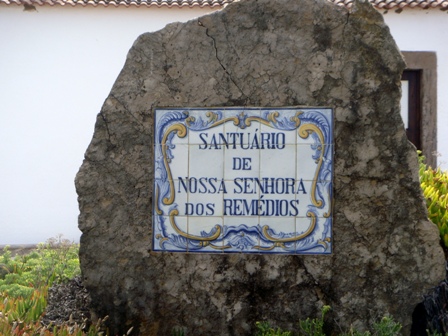 SANTUÁRIO
DE
NOSSA SENHORA
DOS REMÉDIOS